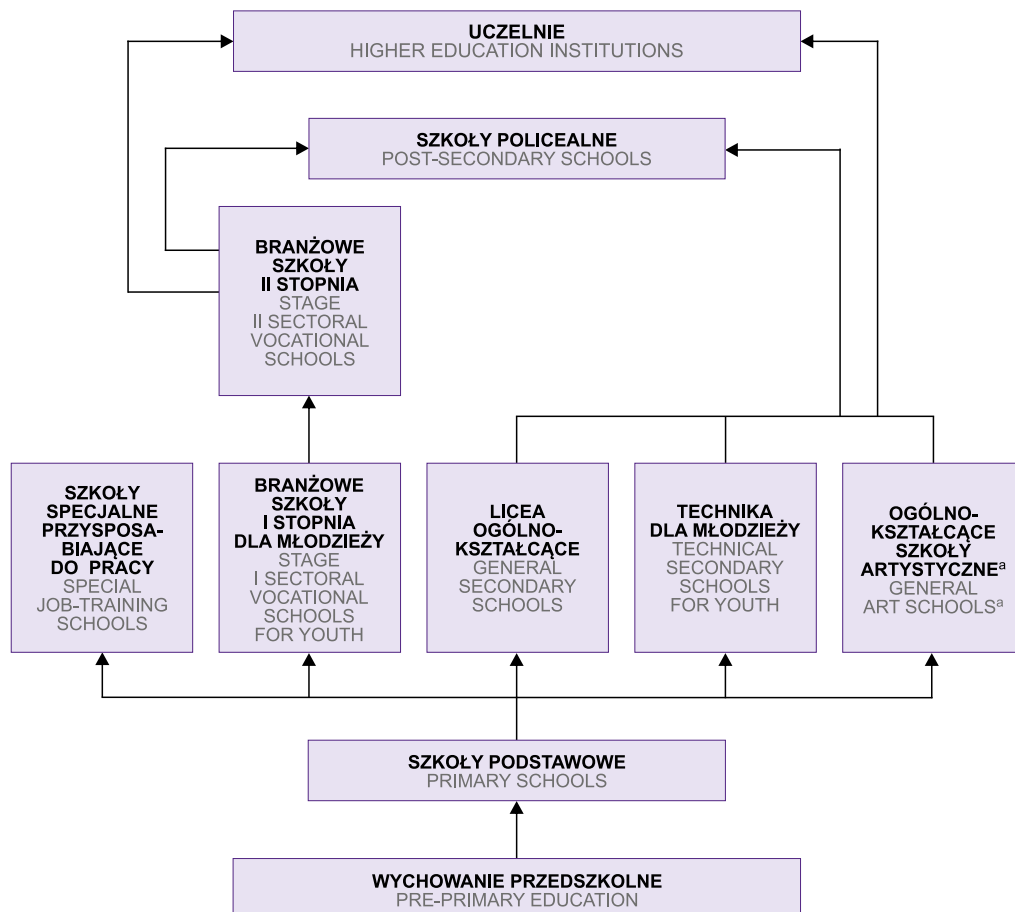 UCZELNIE
HIGHER EDUCATION INSTITUTIONS
SZKOŁY POLICEALNE
POST-SECONDARY SCHOOLS
BRANŻOWE
SZKOŁY
II STOPNIA
STAGE
II SECTORAL
VOCATIONAL
SCHOOLS
SZKOŁY
SPECJALNE
PRZYSPOSA-
BIAJĄCE
DO PRACY
SPECIAL
JOB-TRAINING
SCHOOLS
BRANŻOWE
SZKOŁY
I STOPNIA
DLA MŁODZIEŻY
STAGE
I SECTORAL
VOCATIONAL
SCHOOLS
FOR YOUTH
LICEA
OGÓLNO-
KSZTAŁCĄCE
GENERAL
SECONDARY
SCHOOLS
TECHNIKA
DLA MŁODZIEŻY
TECHNICAL
SECONDARY
SCHOOLS
FOR YOUTH
OGÓLNO-
KSZTAŁCĄCE
SZKOŁY
ARTYSTYCZNEᵃ
GENERAL
ART SCHOOLSᵃ
SZKOŁY PODSTAWOWE
PRIMARY SCHOOLS
WYCHOWANIE PRZEDSZKOLNE
PRE-PRIMARY EDUCATION